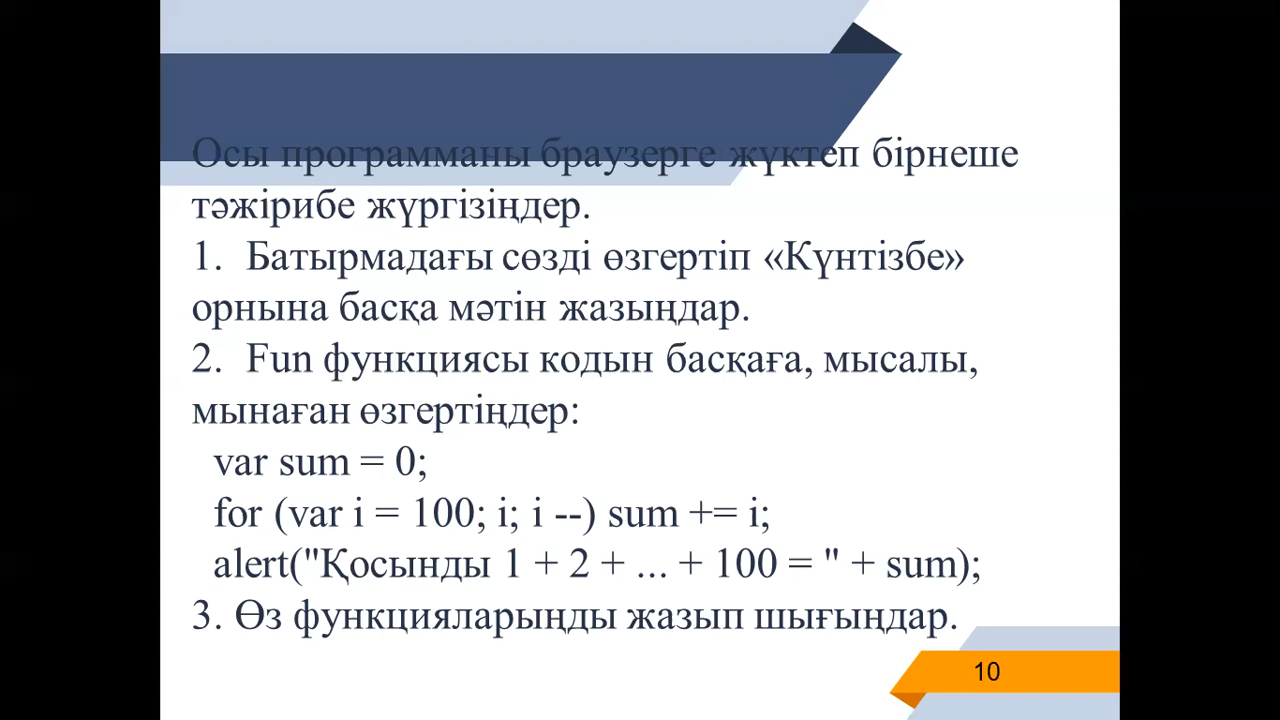 Осы программаны браузерге жүктеп бірнеше
тәжірибе жүргізіңдер.
1.  Батырмадағы сөзді өзгертіп «Күнтізбе»
орнына басқа мәтін жазыңдар.
2.  Fun функциясы кодын басқаға, мысалы,
мынаған өзгертіңдер:
var sum = 0;
for (var i = 100; i; i --) sum += i;
alert("Қосынды 1 + 2 + ... + 100 = " + sum);
3. Өз функцияларыңды жазып шығыңдар.
10